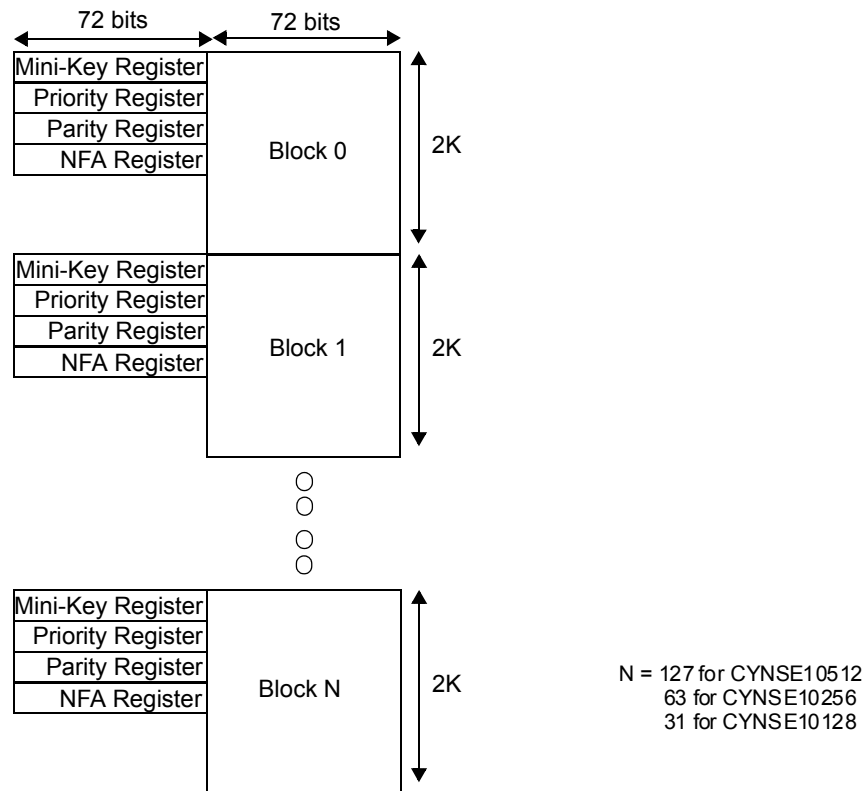 72 bits
72 bits
Mini-Key Register
Priority Register
Parity Register
NFA Register
Block 0
2K
Mini-Key Register
Priority Register
Parity Register
NFA Register
Block 1
2K
Mini-Key Register
Priority Register
Parity Register
NFA Register
Block N
2K
N = 127 for CYNSE10512
63 for CYNSE10256
31 for CYNSE10128